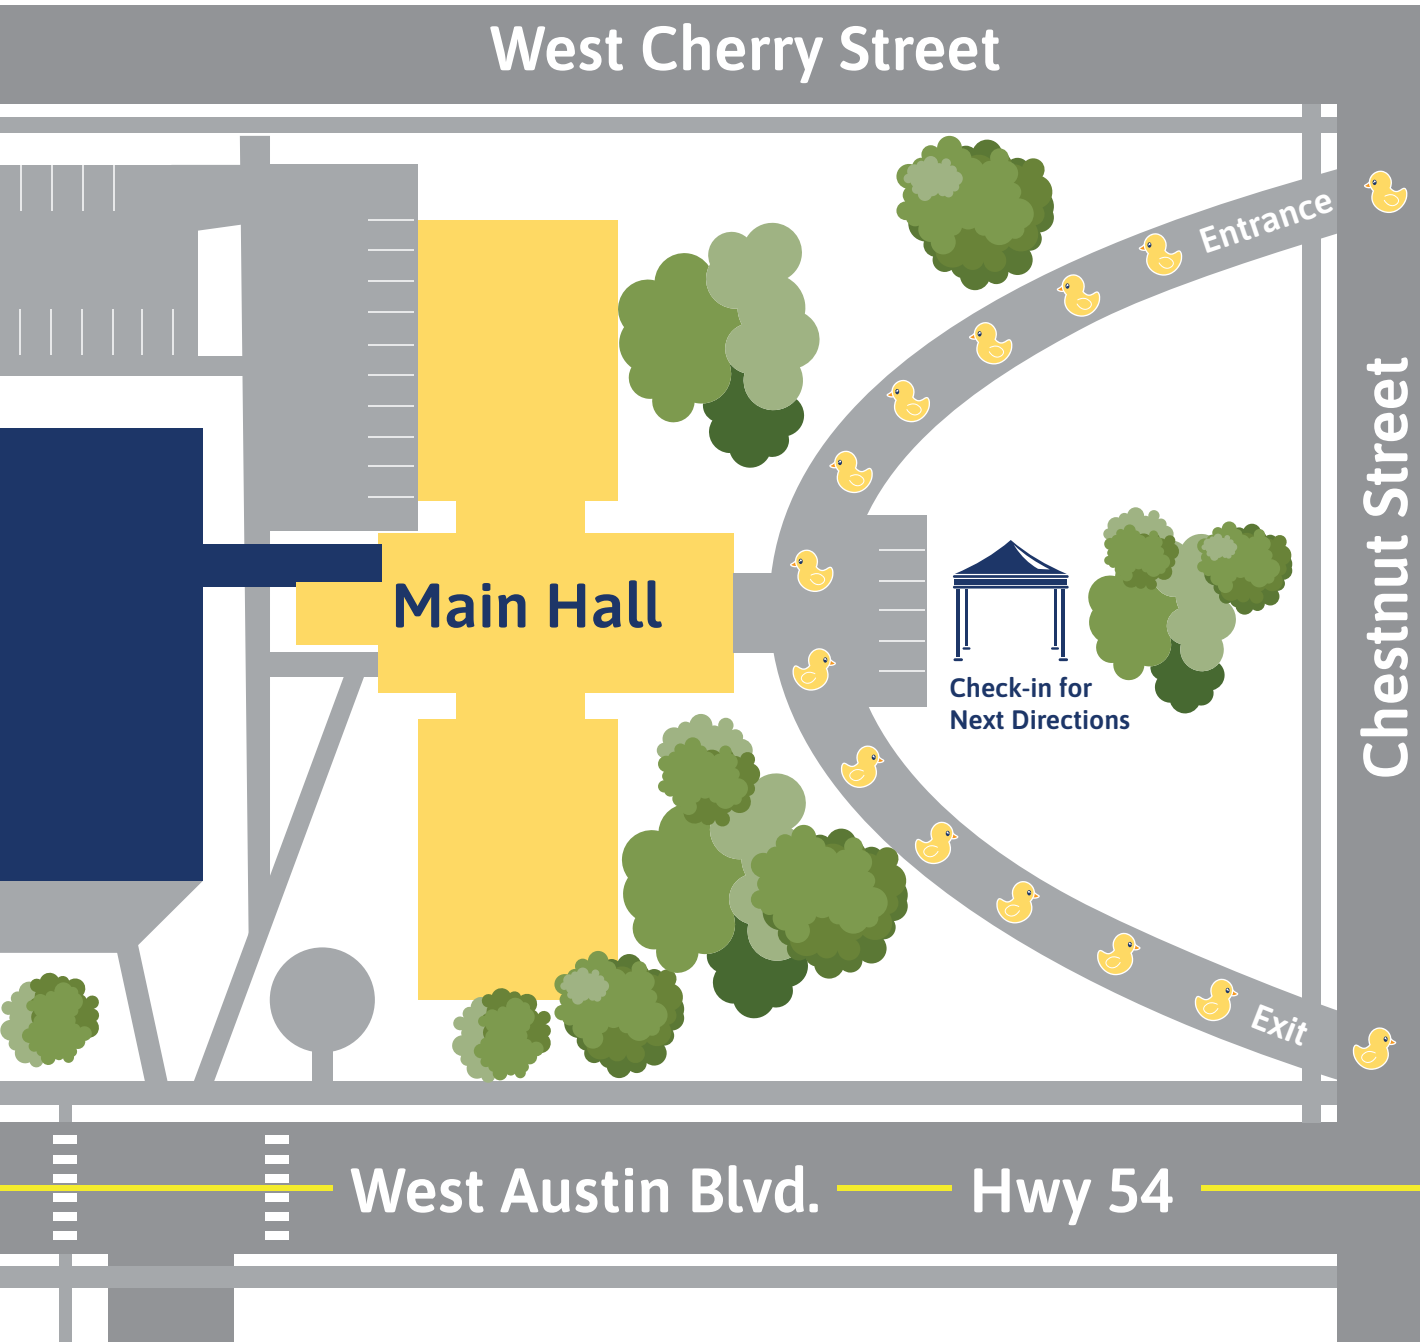 West Cherry Street
Entrance
Chestnut Street
Main Hall
Check-in for
Next Directions
Exit
West Austin Blvd. Hwy 54